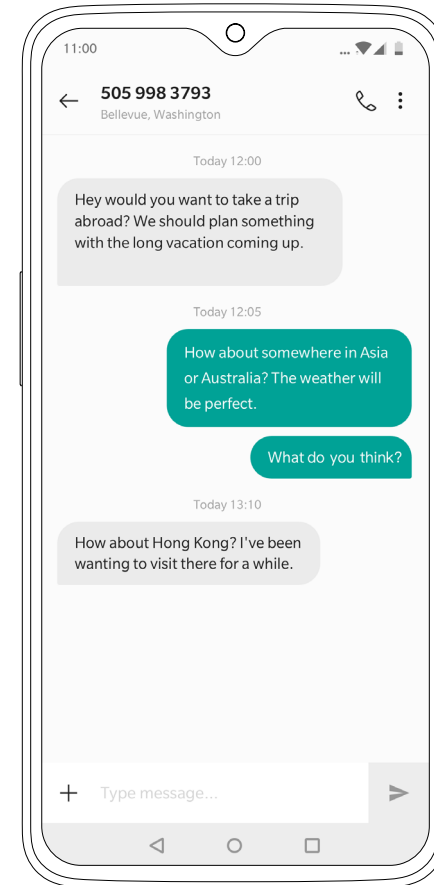 11:00
505 998 3793
Bellevue, Washington
Today 12:00
Hey would you want to take a trip
abroad? We should plan something
with the long vacation coming up.
Today 12:05
How about somewhere in Asia
or Australia? The weather will
be perfect.
What do you think?
Today 13:10
How about Hong Kong? I've been
wanting to visit there for a while.
Type message...